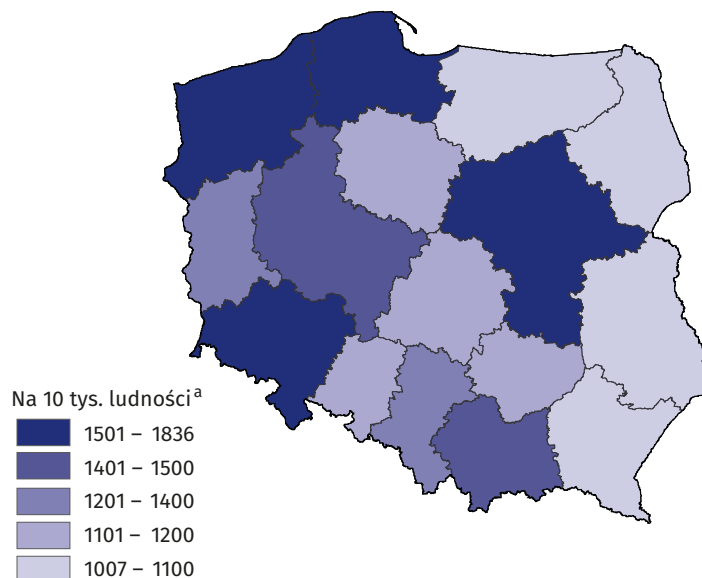 Na 10 tys. ludności a
1501 – 1836
1401 – 1500
1201 – 1400
1101 – 1200
1007 – 1100